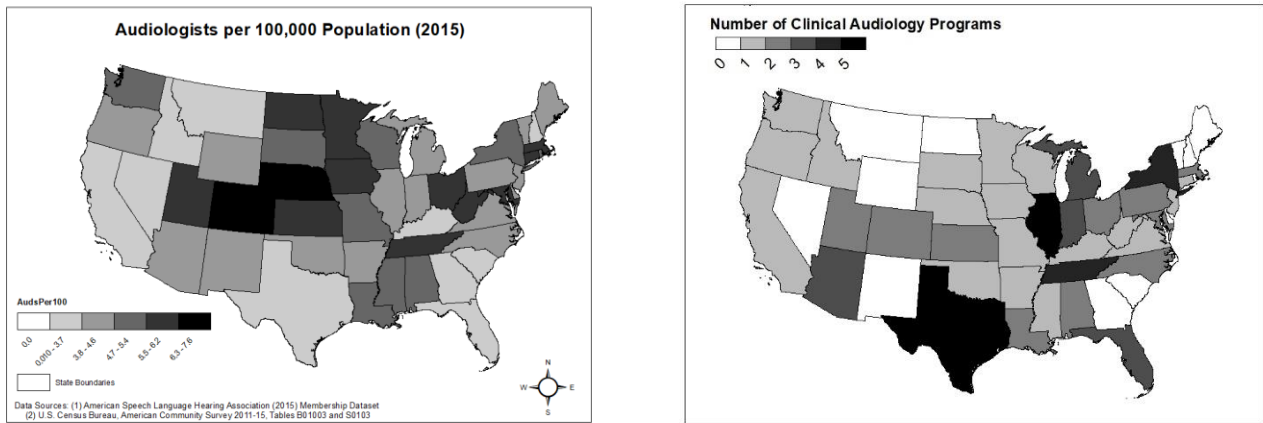 Audiologists per 100,000 Population (2015)
AudsPer100
0.0
0.010 - 3.7
3.8 - 4.6
4.7 - 5.4
5.5 - 6.2
6.3 - 7.6
State Boundaries
N
W
E
S
Data Sources: (1) American Speech Language Hearing Association (2015) Membership Dataset
(2) U.S. Census Bureau, American Community Survey 2011-15, Tables B01003 and S0103
Number of Clinical Audiology Programs
0
1
2
3
4
5